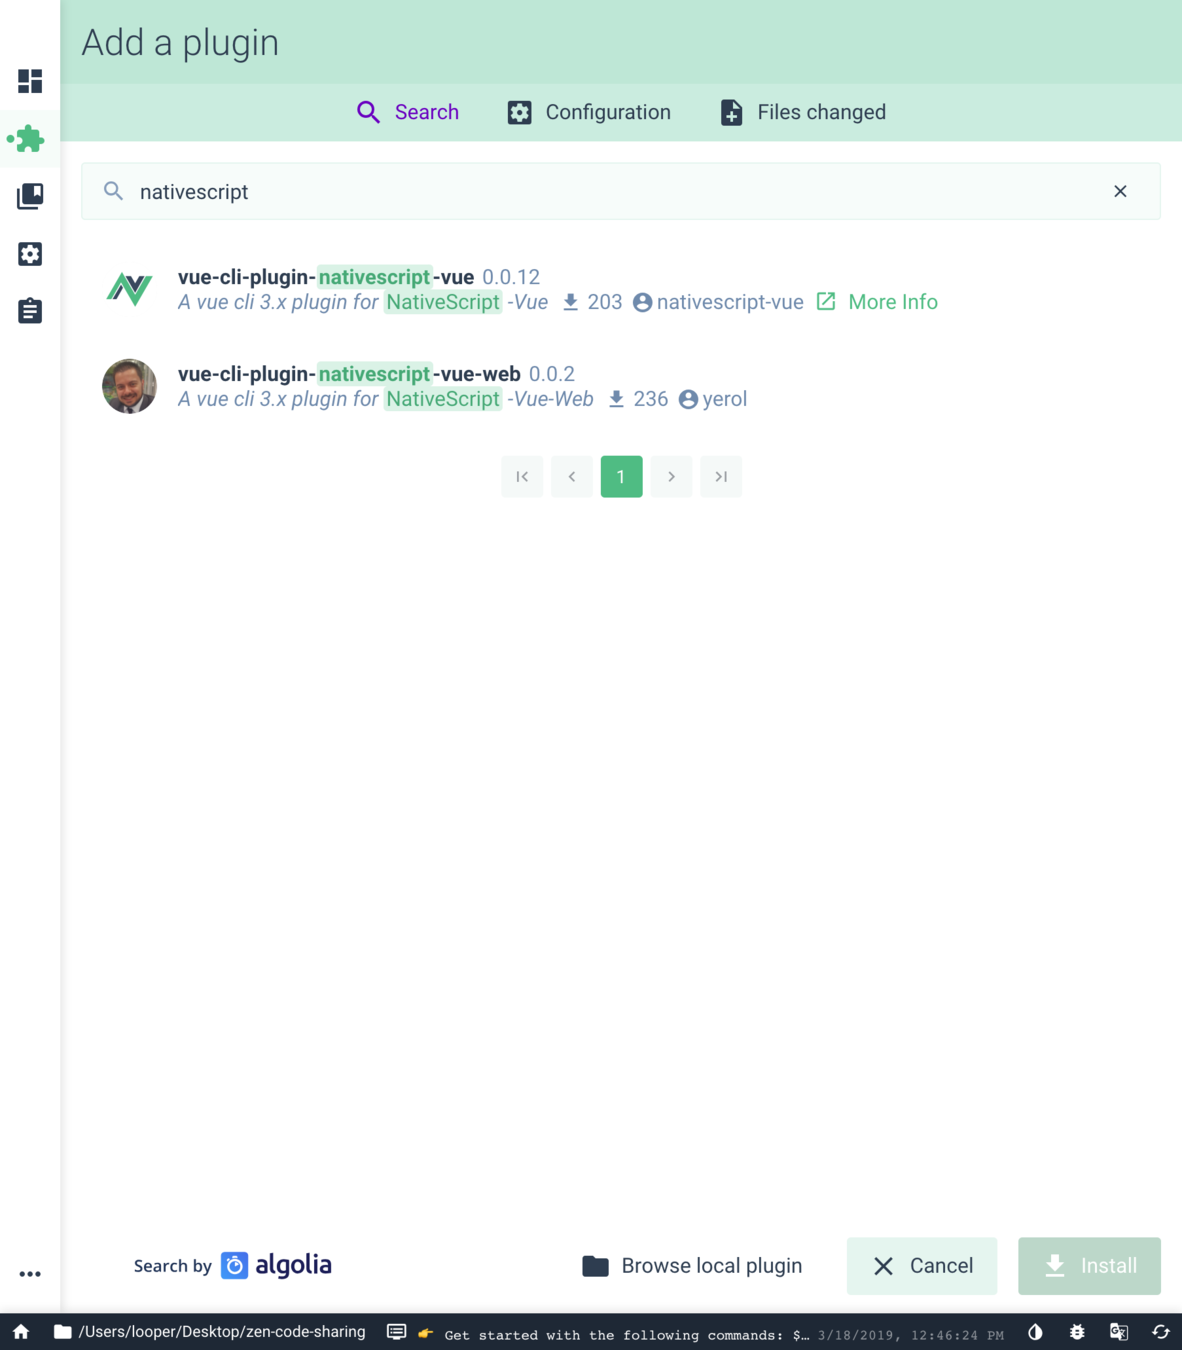 Add a plugin
Search Configuration Files changed
nativescript
vue-cli-plugin-nativescript-vue 0.0.12
A vue cli 3.x plugin for NativeScript -Vue 203 nativescript-vue More Info
vue-cli-plugin-nativescript-vue-web 0.0.2
A vue cli 3.x plugin for NativeScript -Vue-Web 236 yerol
1
Search by algolia Browse local plugin Cancel Install
/Users/looper/Desktop/zen-code-sharing Get started with the following commands: $… 3/18/2019, 12:46:24 PM